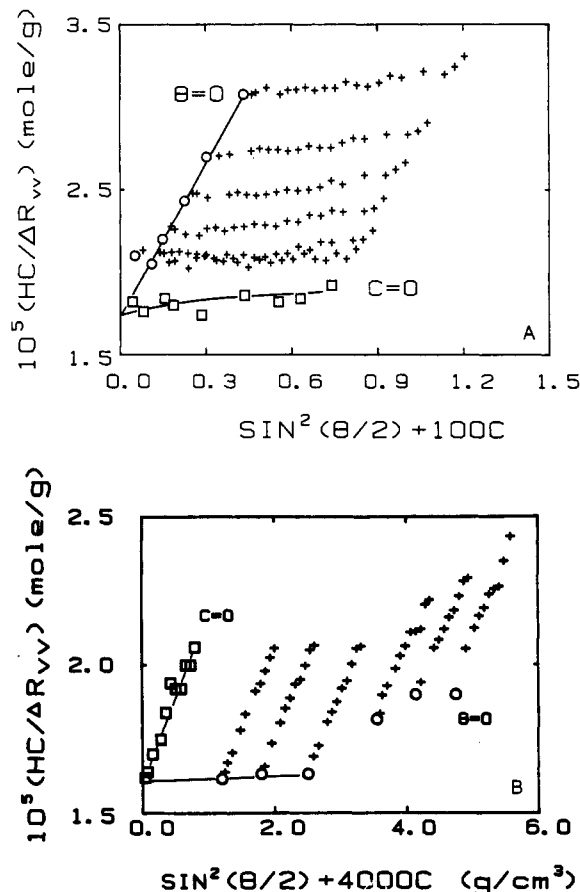 3.5
2.5
1.5
10⁵(HC/ΔR_vv) (mole/g)
θ=0
C=0
A
0.0 0.3 0.6 0.9 1.2 1.5
SIN²(θ/2)+100C
2.5
2.0
1.5
10⁵(HC/ΔR_VV) (mole/g)
C=0
θ=0
B
0.0 2.0 4.0 6.0
SIN²(θ/2)+4000C (g/cm³)